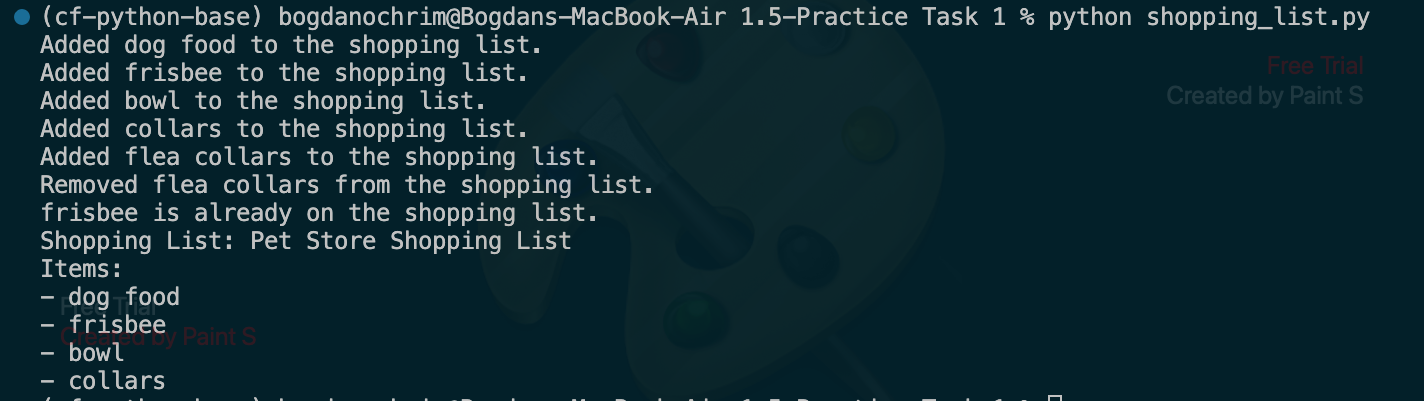 (cf-python-base) bogdanochrim@Bogdans-MacBook-Air 1.5-Practice Task 1 % python shopping_list.py
Added dog food to the shopping list.
Added frisbee to the shopping list.
Free Trial
Added bowl to the shopping list.
Created by Paint S
Added collars to the shopping list.
Added flea collars to the shopping list.
Removed flea collars from the shopping list.
frisbee is already on the shopping list.
Shopping List: Pet Store Shopping List
Items:
- dog food
Free Trial
- frisbee
Created by Paint S
- bowl
- collars